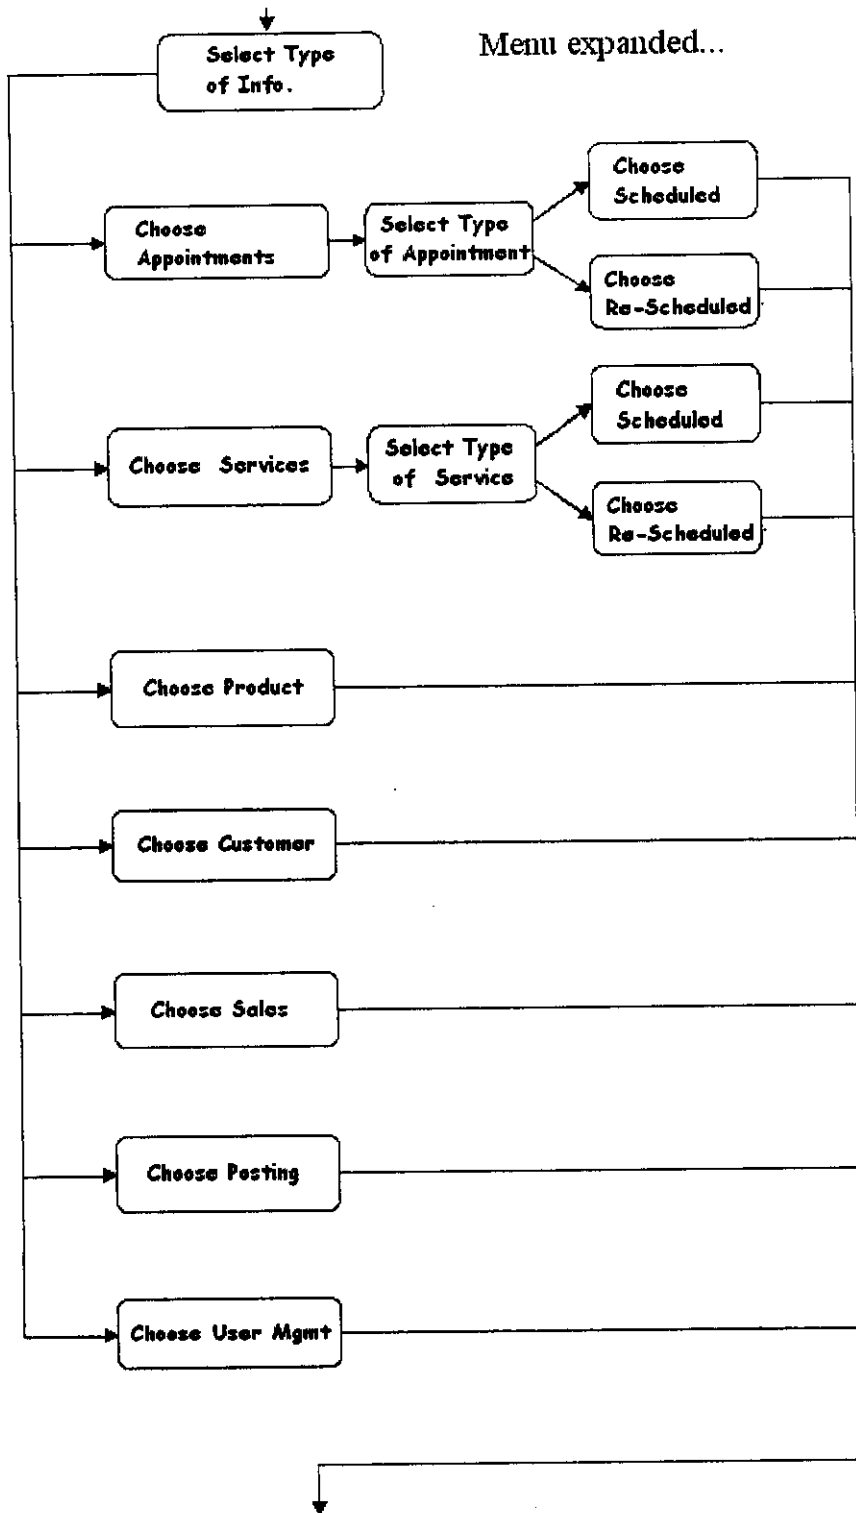 Select Type
of Info.
Menu expanded...
Choose
Appointments
Select Type
of Appointment
Choose
Scheduled
Choose
Re-Scheduled
Choose Services
Select Type
of Service
Choose
Scheduled
Choose
Re-Scheduled
Choose Product
Choose Customer
Choose Sales
Choose Posting
Choose User Mgmt